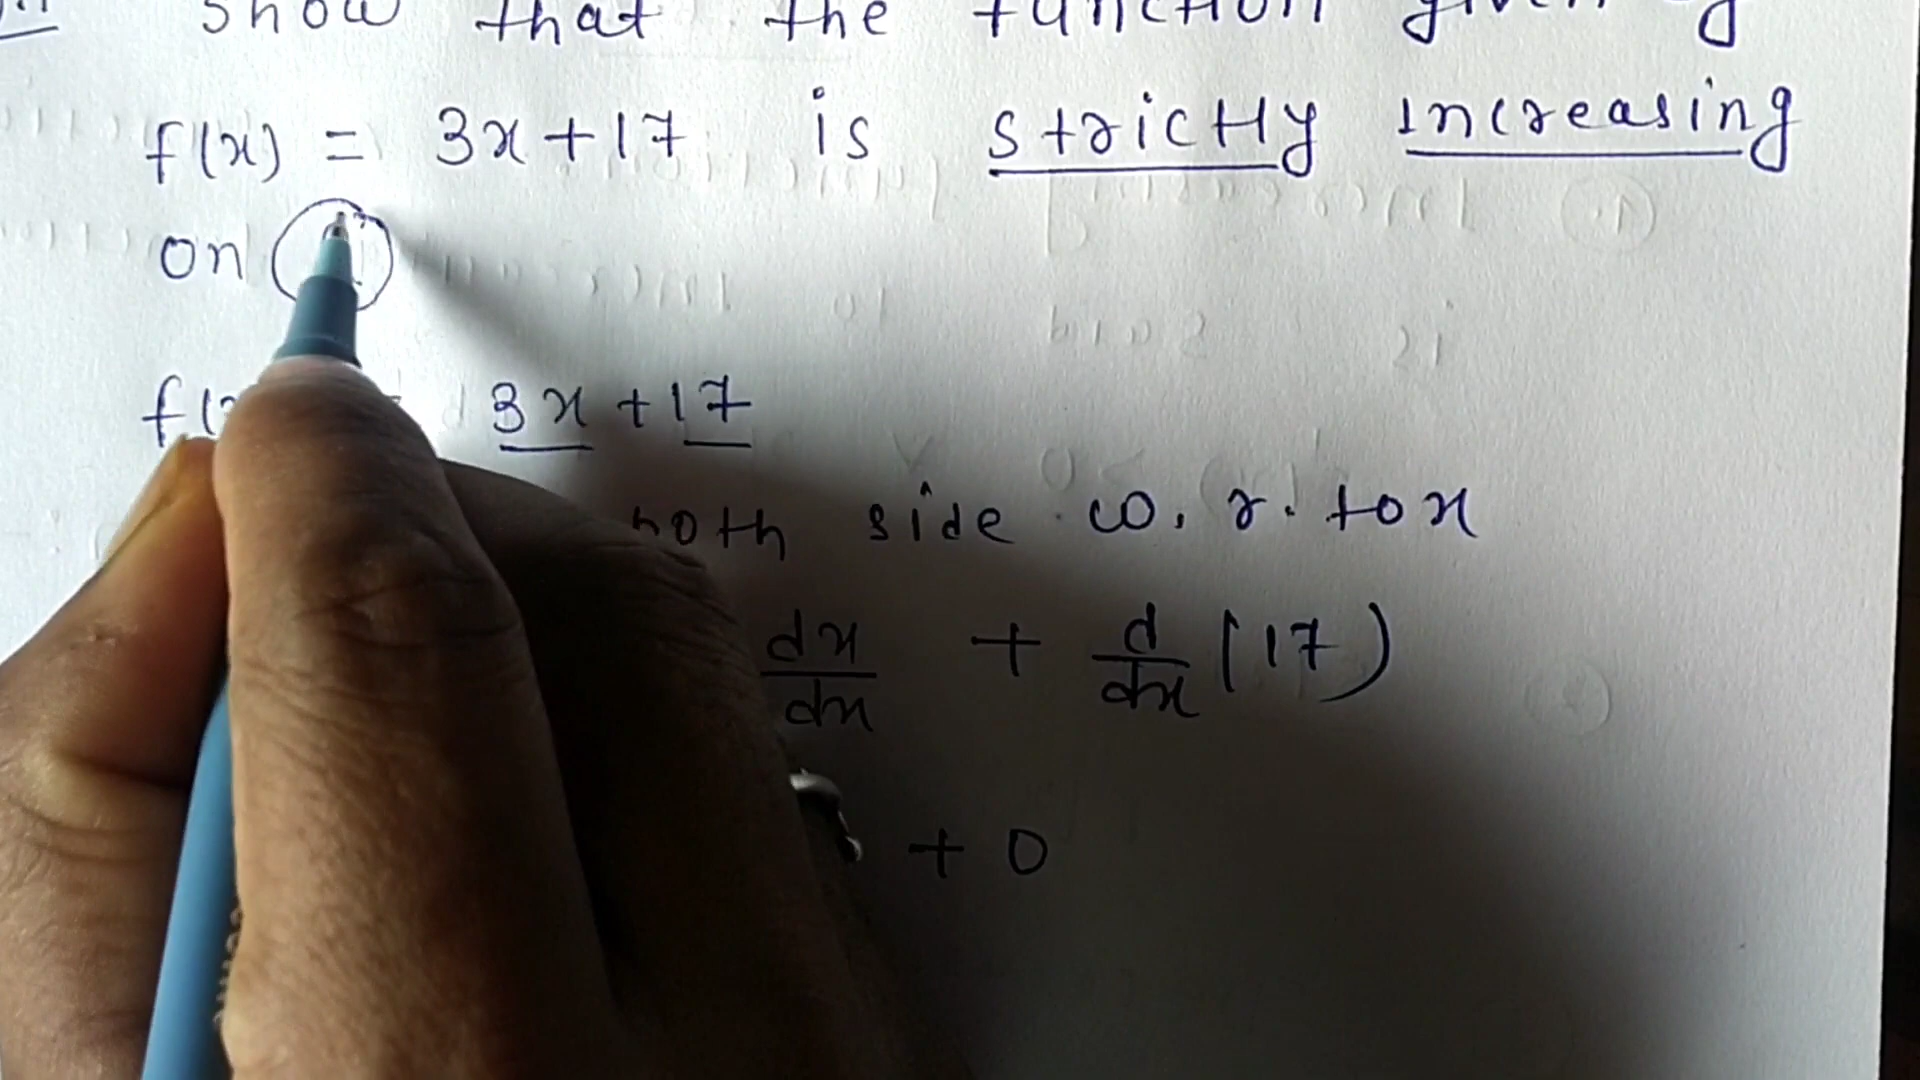 show that the function given
f(x) = 3x+17 is strictly increasing
on
3x + 17
both side w. r. to x
dx/dx + d/dx (17)
+ 0